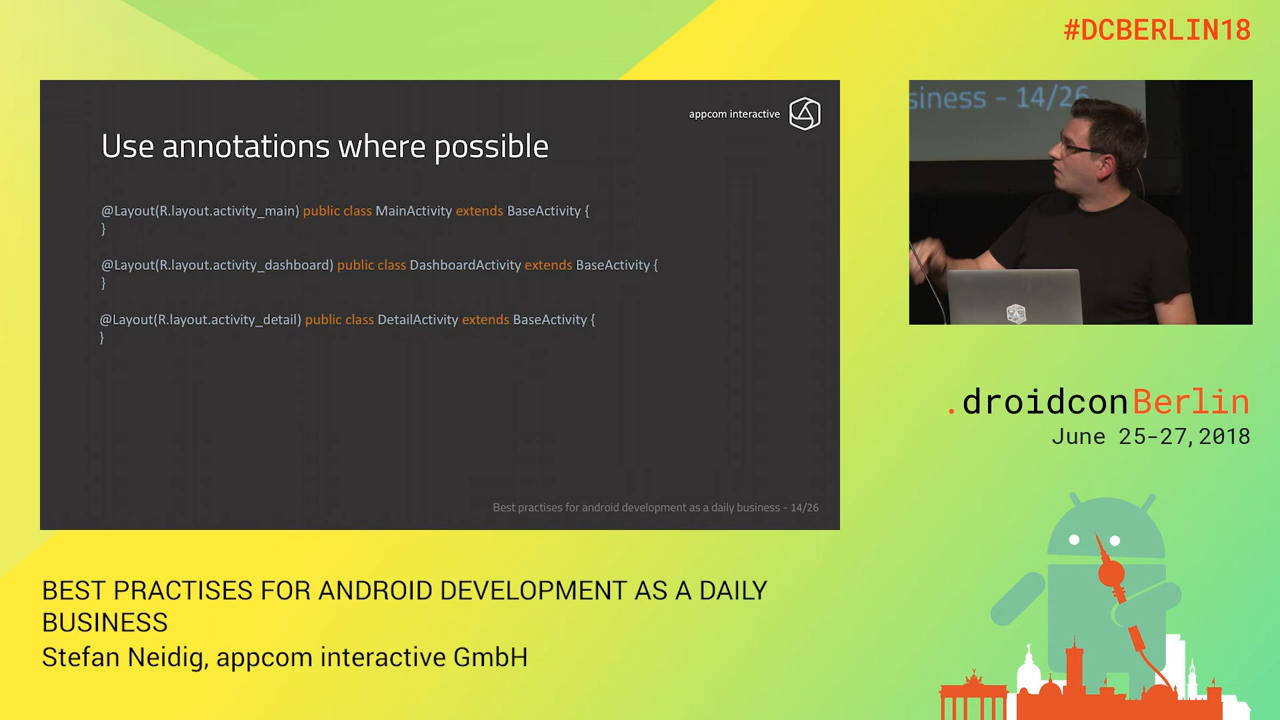 #DCBERLIN18
appcom interactive
Use annotations where possible
@Layout(R.layout.activity_main) public class MainActivity extends BaseActivity {
}
@Layout(R.layout.activity_dashboard) public class DashboardActivity extends BaseActivity {
}
@Layout(R.layout.activity_detail) public class DetailActivity extends BaseActivity {
}
Best practises for android development as a daily business - 14/26
siness - 14/26
.droidconBerlin
June 25-27, 2018
BEST PRACTISES FOR ANDROID DEVELOPMENT AS A DAILY
BUSINESS
Stefan Neidig, appcom interactive GmbH